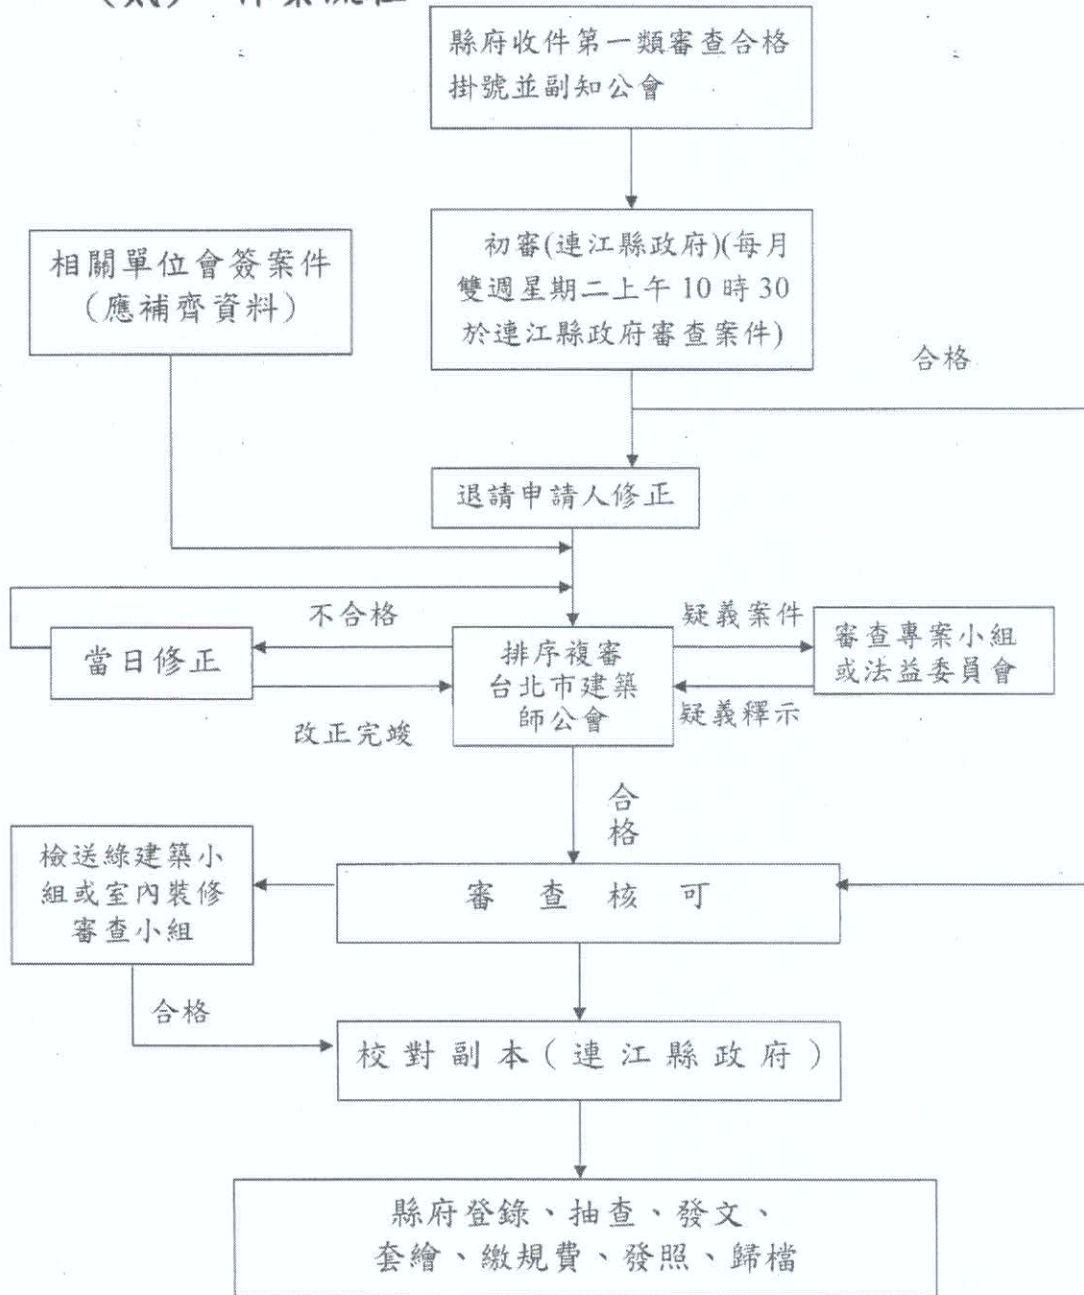 縣府收件第一類審查合格
掛號並副知公會
初審(連江縣政府)(每月
雙週星期二上午 10 時 30
於連江縣政府審查案件)
相關單位會簽案件
(應補齊資料)
合格
退請申請人修正
不合格
疑義案件
當日修正
排序複審
台北市建築
師公會
審查專案小組
或法益委員會
改正完竣
疑義釋示
合
格
檢送綠建築小
組或室內裝修
審查小組
審 查 核 可
合格
校 對 副 本 ( 連 江 縣 政 府 )
縣府登錄、抽查、發文、
套繪、繳規費、發照、歸檔